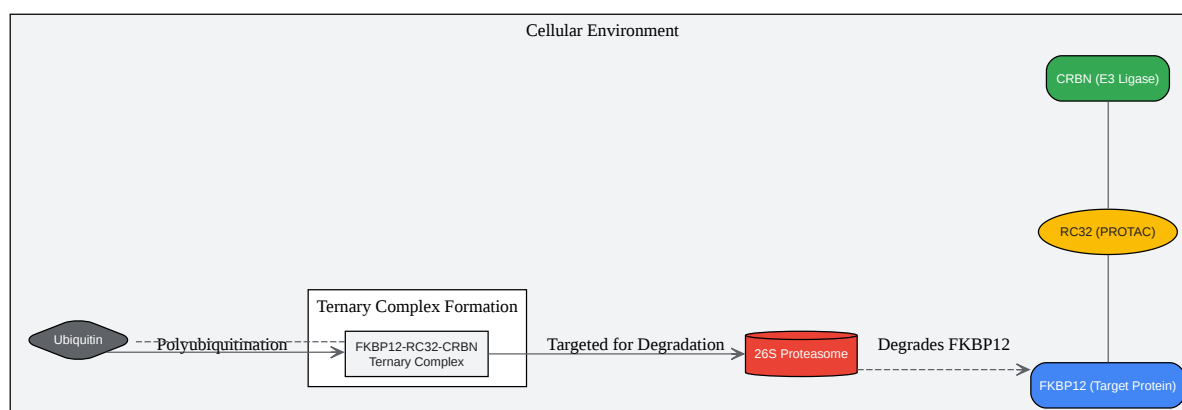 Cellular Environment
CRBN (E3 Ligase)
RC32 (PROTAC)
Ternary Complex Formation
Ubiquitin
Polyubiquitination
FKBP12-RC32-CRBN
Ternary Complex
Targeted for Degradation
26S Proteasome
Degrades FKBP12
FKBP12 (Target Protein)